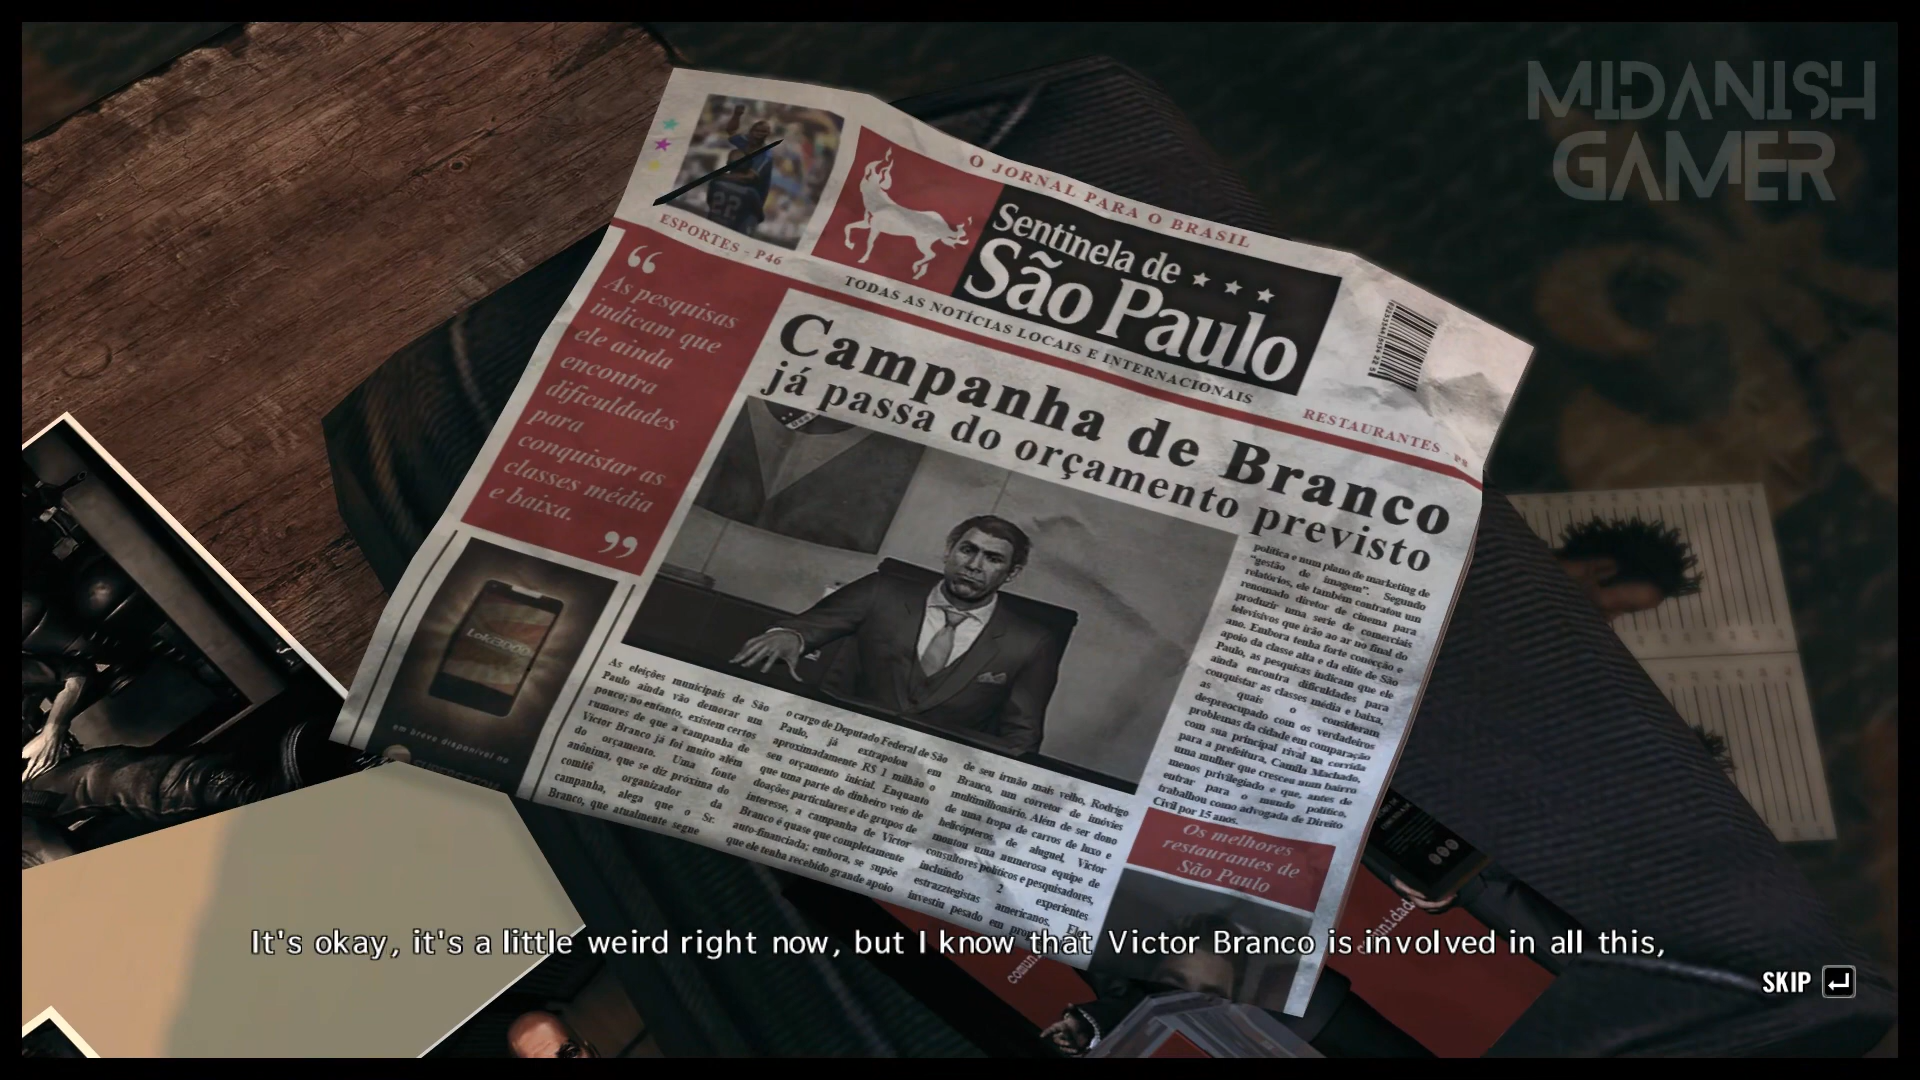 MIDANISH
GAMER
O JORNAL PARA O BRASIL
Sentinela de
São Paulo
TODAS AS NOTÍCIAS LOCAIS E INTERNACIONAIS
ESPORTES - P46
RESTAURANTES - P8
“
As pesquisas
indicam que
ele ainda
encontra
dificuldades
para
conquistar as
classes média
e baixa.
”
Campanha de Branco
já passa do orçamento previsto
em breve disponível no
As eleições municipais de São
Paulo ainda vão demorar um
pouco; no entanto, existem certos
rumores de que a campanha de
Victor Branco já foi muito além
do orçamento. Uma fonte
anônima, que se diz próxima do
comitê organizador da
campanha, alega que o Sr.
Branco, que atualmente segue
o cargo de Deputado Federal de São
Paulo, já extrapolou em
aproximadamente R$ 1 milhão o
seu orçamento inicial. Enquanto
que uma parte do dinheiro veio de
doações particulares e de grupos de
interesse, a campanha de Victor
Branco é quase que completamente
auto-financiada; embora, se supõe
que ele tenha recebido grande apoio
de seu irmão mais velho, Rodrigo
Branco, um corretor de imóveis
multimilionário. Além de ser dono
de uma tropa de carros de luxo e
helicópteros de aluguel, Victor
montou uma numerosa equipe de
consultores políticos e pesquisadores,
incluindo 2 experientes
estrazztegistas americanos.
investiu pesado em
política e num plano de marketing de
"gestão de imagem". Segundo
relatórios, ele também contratou um
renomado diretor de cinema para
produzir uma serie de comerciais
televisivos que irão ao ar no final do
ano. Embora tenha forte conecção e
apoio da classe alta e da elite de São
Paulo, as pesquisas indicam que ele
ainda encontra dificuldades para
conquistar as classes média e baixa,
as quais o consideram
despreocupado com os verdadeiros
problemas da cidade em comparação
com sua principal rival na corrida
para a prefeitura, Camila Machado,
uma mulher que cresceu num bairro
menos privilegiado e que, antes de
entrar para o mundo político,
trabalhou como advogada de Direito
Civil por 15 anos.
Os melhores
restaurantes de
São Paulo
It's okay, it's a little weird right now, but I know that Victor Branco is involved in all this,
SKIP